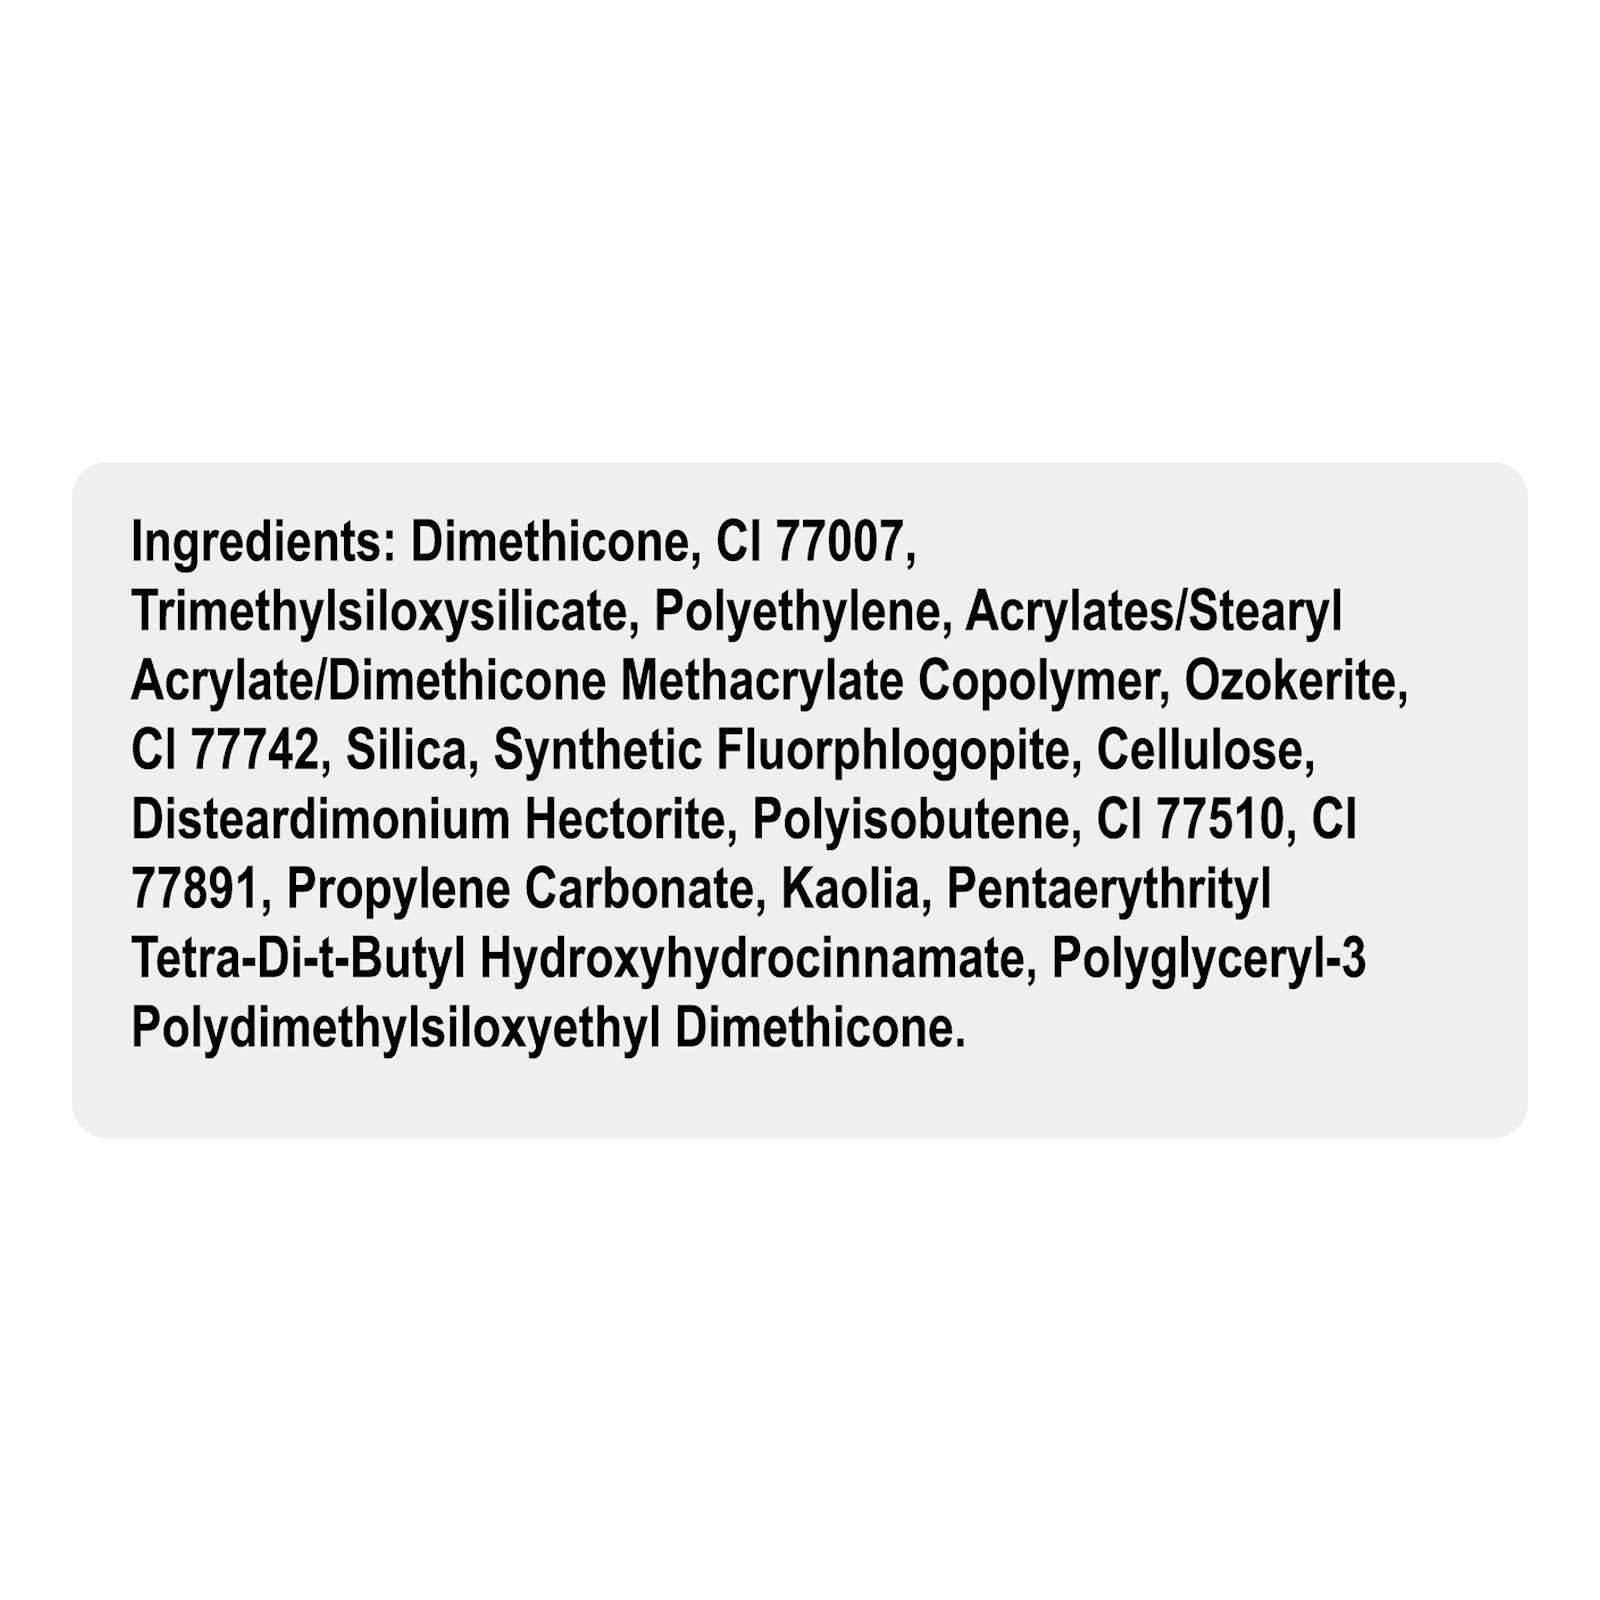 Ingredients: Dimethicone, CI 77007,
Trimethylsiloxysilicate, Polyethylene, Acrylates/Stearyl
Acrylate/Dimethicone Methacrylate Copolymer, Ozokerite,
CI 77742, Silica, Synthetic Fluorphlogopite, Cellulose,
Disteardimonium Hectorite, Polyisobutene, CI 77510, CI
77891, Propylene Carbonate, Kaolia, Pentaerythrityl
Tetra-Di-t-Butyl Hydroxyhydrocinnamate, Polyglyceryl-3
Polydimethylsiloxyethyl Dimethicone.